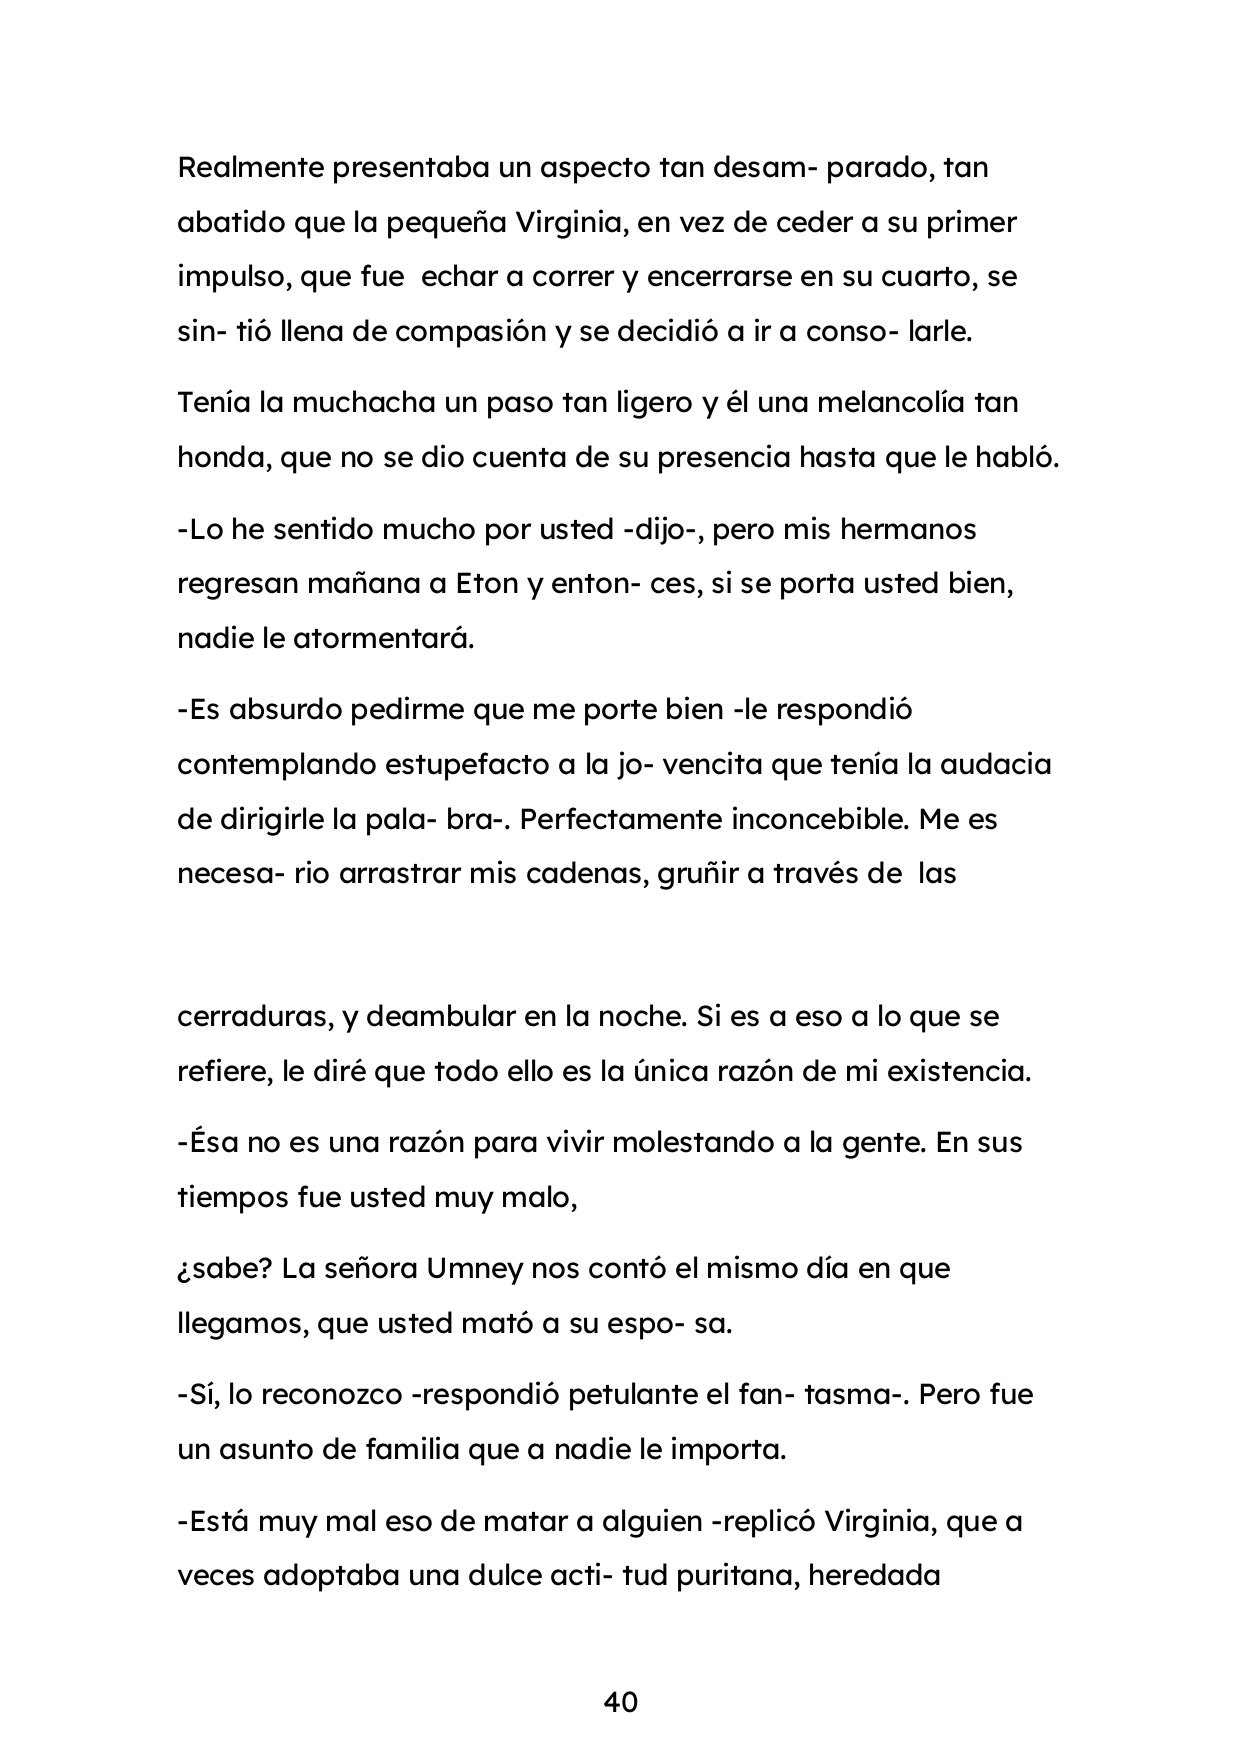 Realmente presentaba un aspecto tan desam- parado, tan
abatido que la pequeña Virginia, en vez de ceder a su primer
impulso, que fue  echar a correr y encerrarse en su cuarto, se
sin- tió llena de compasión y se decidió a ir a conso- larle.
Tenía la muchacha un paso tan ligero y él una melancolía tan
honda, que no se dio cuenta de su presencia hasta que le habló.
-Lo he sentido mucho por usted -dijo-, pero mis hermanos
regresan mañana a Eton y enton- ces, si se porta usted bien,
nadie le atormentará.
-Es absurdo pedirme que me porte bien -le respondió
contemplando estupefacto a la jo- vencita que tenía la audacia
de dirigirle la pala- bra-. Perfectamente inconcebible. Me es
necesa- rio arrastrar mis cadenas, gruñir a través de  las
cerraduras, y deambular en la noche. Si es a eso a lo que se
refiere, le diré que todo ello es la única razón de mi existencia.
-Ésa no es una razón para vivir molestando a la gente. En sus
tiempos fue usted muy malo,
¿sabe? La señora Umney nos contó el mismo día en que
llegamos, que usted mató a su espo- sa.
-Sí, lo reconozco -respondió petulante el fan- tasma-. Pero fue
un asunto de familia que a nadie le importa.
-Está muy mal eso de matar a alguien -replicó Virginia, que a
veces adoptaba una dulce acti- tud puritana, heredada
40